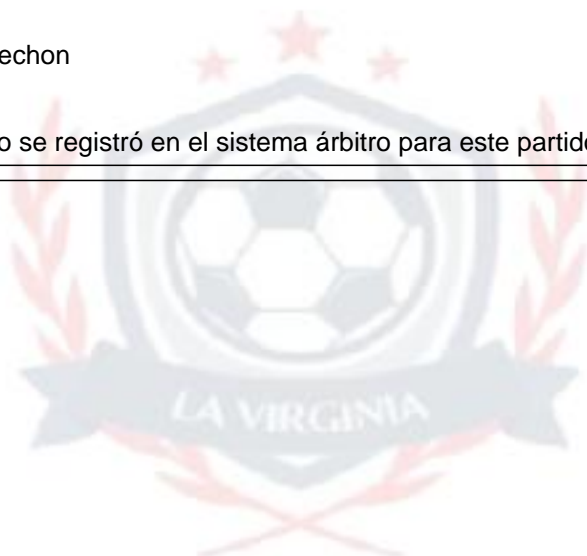 echon
o se registró en el sistema árbitro para este partido
LA VIRGINIA